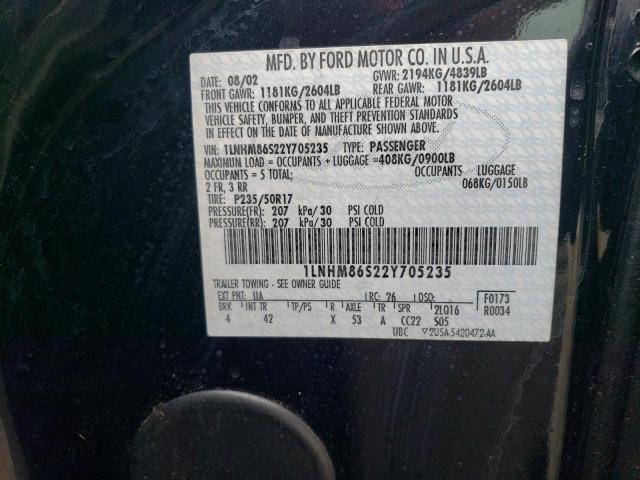 MFD. BY FORD MOTOR CO. IN U.S.A.
DATE: 08/02 GVWR: 2194KG/4839LB
FRONT GAWR: 1181KG/2604LB REAR GAWR: 1181KG/2604LB
THIS VEHICLE CONFORMS TO ALL APPLICABLE FEDERAL MOTOR
VEHICLE SAFETY, BUMPER, AND THEFT PREVENTION STANDARDS
IN EFFECT ON THE DATE OF MANUFACTURE SHOWN ABOVE.
VIN: 1LNHM86S22Y705235 TYPE: PASSENGER
MAXIMUM LOAD = OCCUPANTS + LUGGAGE =408KG/0900LB
OCCUPANTS = 5 TOTAL; OCCUPANTS LUGGAGE
2 FR, 3 RR 068KG/0150LB
TIRE: P235/50R17
PRESSURE(FR): 207 kPa/30 PSI COLD
PRESSURE(RR): 207 kPa/30 PSI COLD
1LNHM86S22Y705235
TRAILER TOWING - SEE OWNER GUIDE
EXT PNT: UA RC: 26 DSO: F0173
BRK INT TR TP/PS R AXLE TR SPR 2LQ16 R0034
4 42 X 53 A CC22 S05
UBC 2U5A-5420472-AA